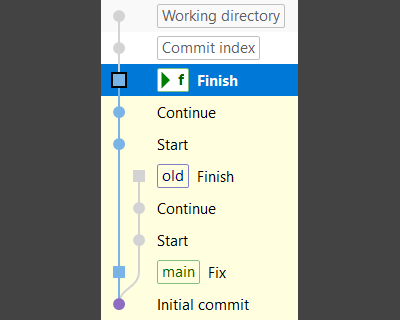 Working directory
Commit index
f Finish
Continue
Start
old Finish
Continue
Start
main Fix
Initial commit